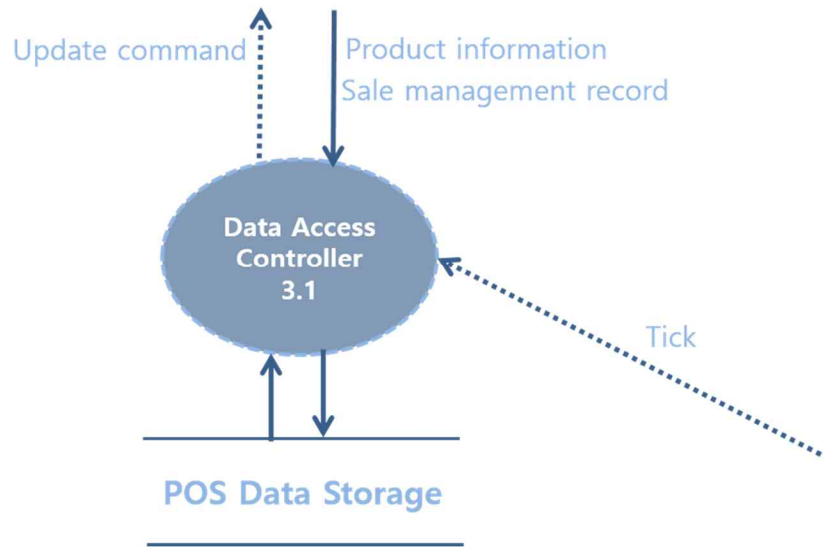 Update command
Product information
Sale management record
Data Access
Controller
3.1
Tick
POS Data Storage